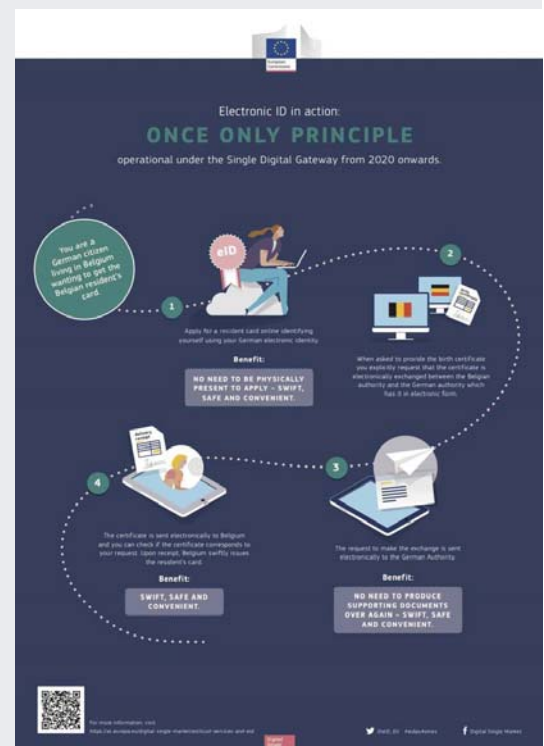 European
Commission
Electronic ID in action:
ONCE ONLY PRINCIPLE
operational under the Single Digital Gateway from 2020 onwards.
You are a
German citizen
living in Belgium
wanting to get the
Belgian resident's
card.
eID
1
Apply for a resident card online identifying
yourself using your German electronic identity
Benefit:
NO NEED TO BE PHYSICALLY
PRESENT TO APPLY – SWIFT,
SAFE AND CONVENIENT.
2
When asked to provide the birth certificate
you explicitly request that the certificate is
electronically exchanged between the Belgian
authority and the German authority which
has it in electronic form.
3
The request to make the exchange is sent
electronically to the German Authority
Benefit:
NO NEED TO PRODUCE
SUPPORTING DOCUMENTS
OVER AGAIN – SWIFT, SAFE
AND CONVENIENT.
delivery
receipt
4
The certificate is sent electronically to Belgium
and you can check if the certificate corresponds to
your request. Upon receipt, Belgium swiftly issues
the resident's card.
Benefit:
SWIFT, SAFE AND
CONVENIENT.
For more information, visit
Digital Single Market